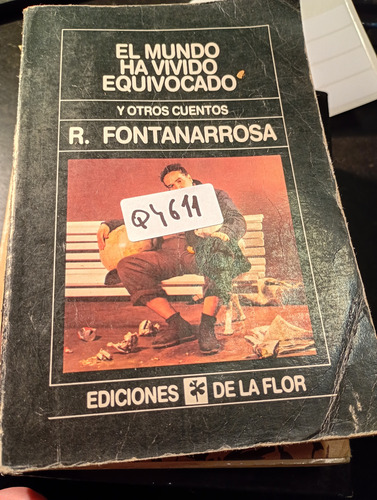 EL MUNDO
HA VIVIDO
EQUIVOCADO
Y OTROS CUENTOS
R. FONTANARROSA
Q4611
EDICIONES DE LA FLOR